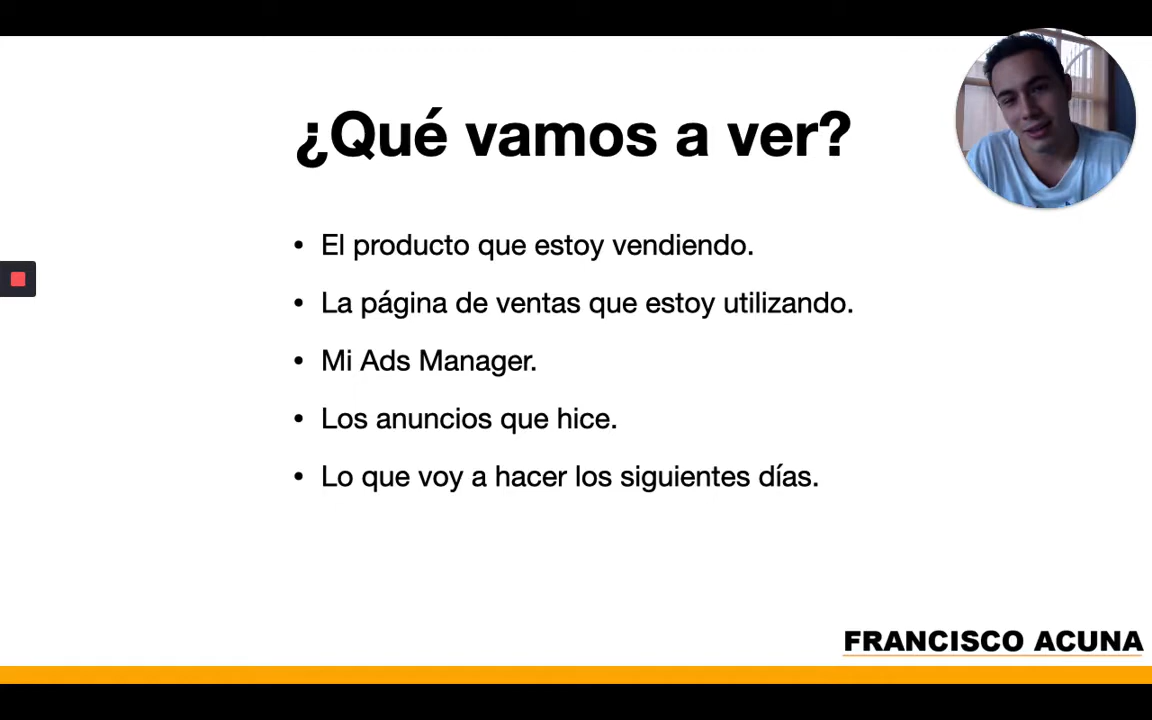 ¿Qué vamos a ver?
• El producto que estoy vendiendo.
• La página de ventas que estoy utilizando.
• Mi Ads Manager.
• Los anuncios que hice.
• Lo que voy a hacer los siguientes días.
FRANCISCO ACUNA